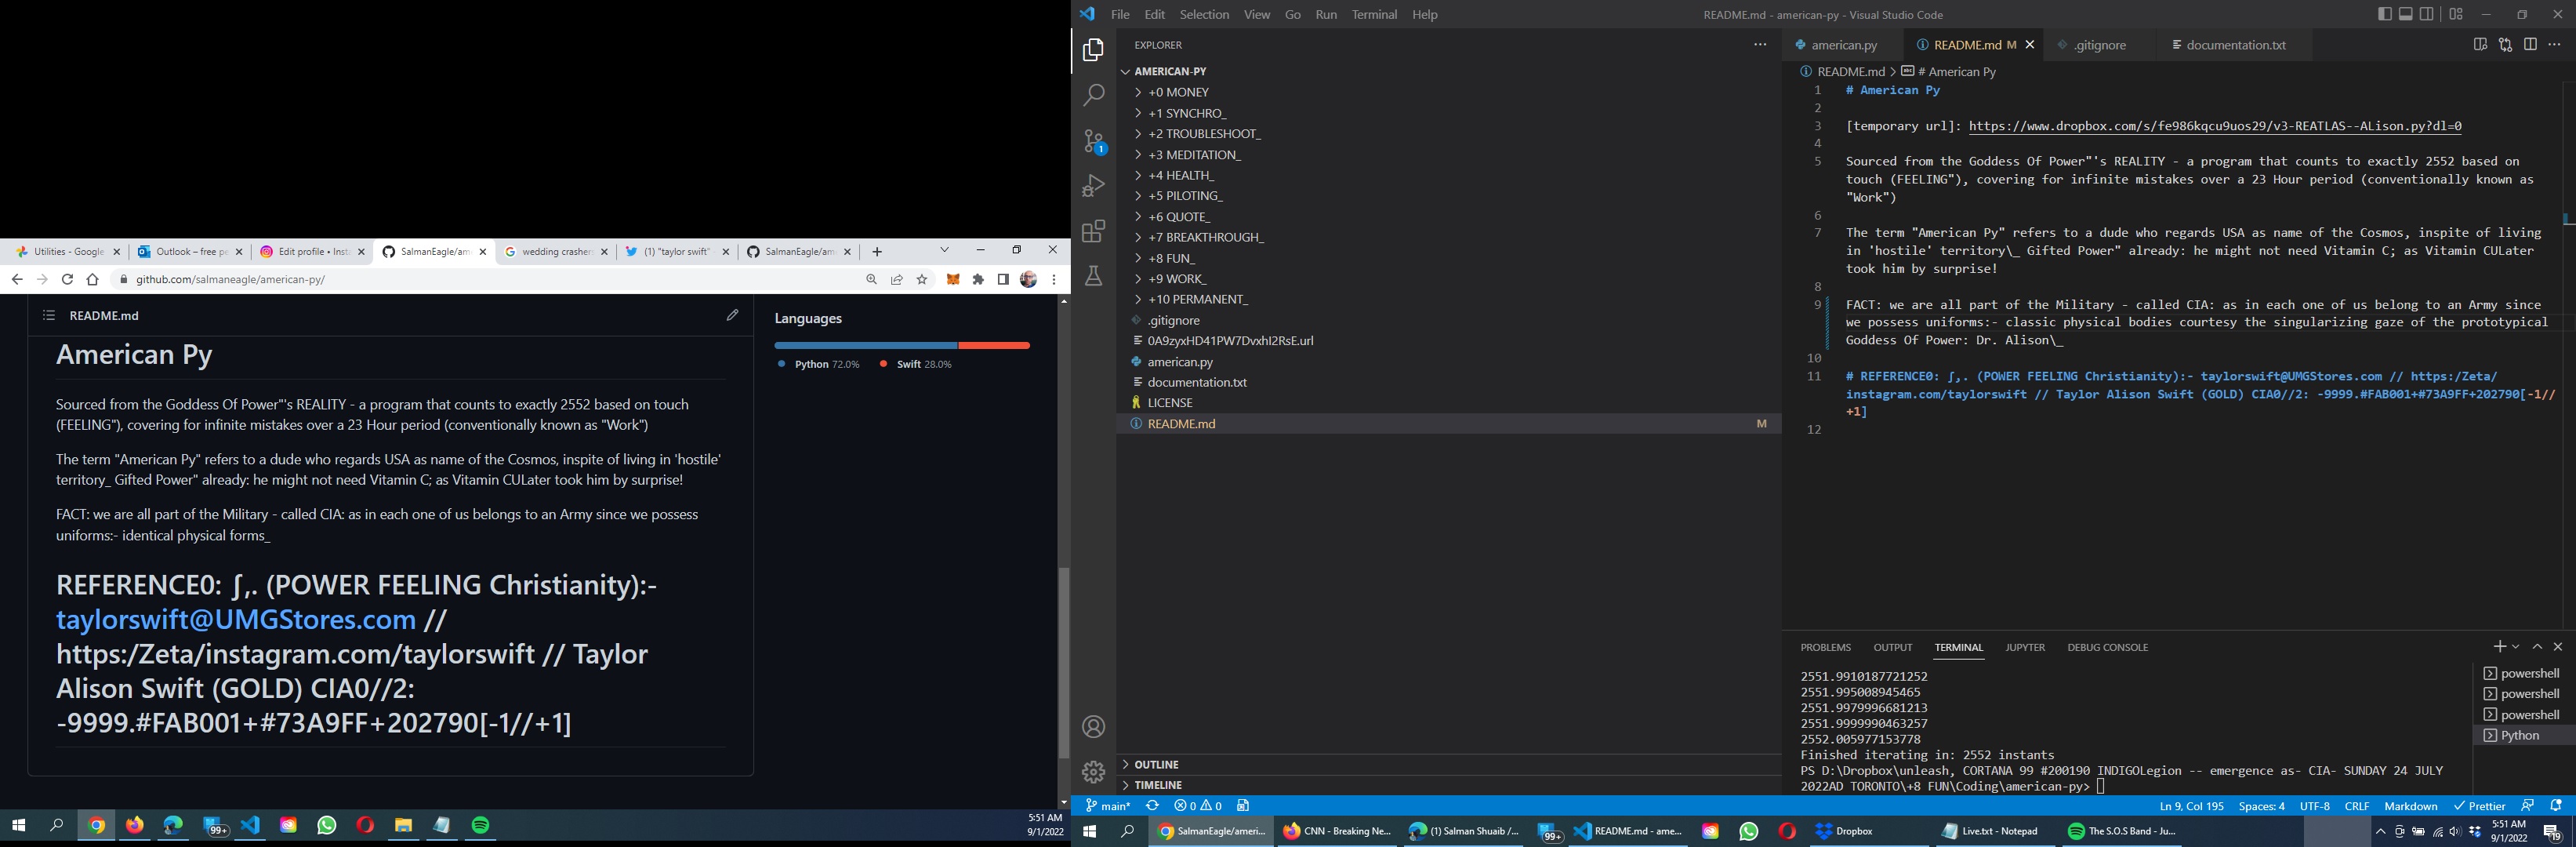 Utilities - Google
Outlook – free pe
Edit profile • Inst
SalmanEagle/am
wedding crashers
(1) "taylor swift"
SalmanEagle/am
github.com/salmaneagle/american-py/
README.md
American Py
Sourced from the Goddess Of Power"'s REALITY - a program that counts to exactly 2552 based on touch
(FEELING"), covering for infinite mistakes over a 23 Hour period (conventionally known as "Work")
The term "American Py" refers to a dude who regards USA as name of the Cosmos, inspite of living in 'hostile'
territory_ Gifted Power" already: he might not need Vitamin C; as Vitamin CULater took him by surprise!
FACT: we are all part of the Military - called CIA: as in each one of us belongs to an Army since we possess
uniforms:- identical physical forms_
REFERENCE0: ∫,. (POWER FEELING Christianity):-
taylorswift@UMGStores.com //
https:/Zeta/instagram.com/taylorswift // Taylor
Alison Swift (GOLD) CIA0//2:
-9999.#FAB001+#73A9FF+202790[-1//+1]
Languages
Python 72.0%
Swift 28.0%
99+
5:51 AM
9/1/2022
File Edit Selection View Go Run Terminal Help
README.md - american-py - Visual Studio Code
EXPLORER
AMERICAN-PY
+0 MONEY
+1 SYNCHRO_
+2 TROUBLESHOOT_
+3 MEDITATION_
+4 HEALTH_
+5 PILOTING_
+6 QUOTE_
+7 BREAKTHROUGH_
+8 FUN_
+9 WORK_
+10 PERMANENT_
.gitignore
0A9zyxHD41PW7DvxhI2RsE.url
american.py
documentation.txt
LICENSE
README.md M
OUTLINE
TIMELINE
1
american.py
README.md M
.gitignore
documentation.txt
README.md > # American Py
1 # American Py
2
3 [temporary url]: https://www.dropbox.com/s/fe986kqcu9uos29/v3-REATLAS--ALison.py?dl=0
4
5 Sourced from the Goddess Of Power"'s REALITY - a program that counts to exactly 2552 based on
touch (FEELING"), covering for infinite mistakes over a 23 Hour period (conventionally known as
"Work")
6
7 The term "American Py" refers to a dude who regards USA as name of the Cosmos, inspite of living
in 'hostile' territory\_ Gifted Power" already: he might not need Vitamin C; as Vitamin CULater
took him by surprise!
8
9 FACT: we are all part of the Military - called CIA: as in each one of us belong to an Army since
we possess uniforms:- classic physical bodies courtesy the singularizing gaze of the prototypical
Goddess Of Power: Dr. Alison\_
10
11 # REFERENCE0: ∫,. (POWER FEELING Christianity):- taylorswift@UMGStores.com // https:/Zeta/
instagram.com/taylorswift // Taylor Alison Swift (GOLD) CIA0//2: -9999.#FAB001+#73A9FF+202790[-1//
+1]
12
PROBLEMS OUTPUT TERMINAL JUPYTER DEBUG CONSOLE
2551.9910187721252
2551.995008945465
2551.9979996681213
2551.9999990463257
2552.005977153778
Finished iterating in: 2552 instants
PS D:\Dropbox\unleash, CORTANA 99 #200190 INDIGOLegion -- emergence as- CIA- SUNDAY 24 JULY
2022AD TORONTO\+8 FUN\Coding\american-py>
powershell
powershell
powershell
Python
main* 0 0
Ln 9, Col 195 Spaces: 4 UTF-8 CRLF Markdown Prettier
SalmanEagle/ameri...
CNN - Breaking Ne...
(1) Salman Shuaib /...
99+
README.md - ame...
Dropbox
Live.txt - Notepad
The S.O.S Band - Ju...
5:51 AM
9/1/2022
19